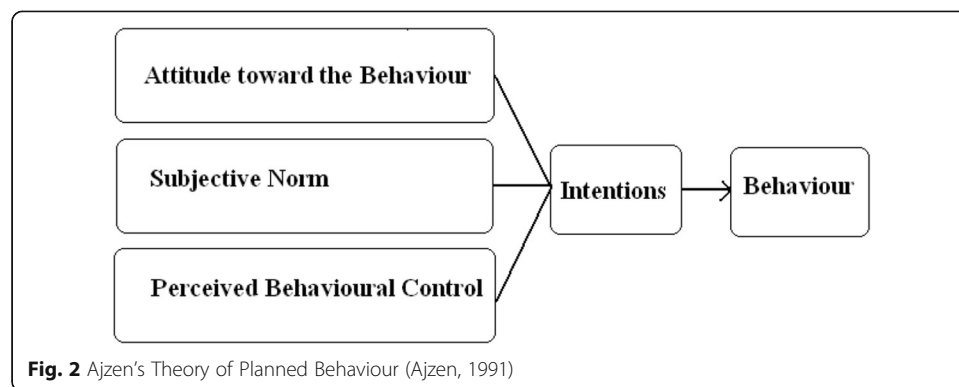 Attitude toward the Behaviour
Subjective Norm
Intentions
Behaviour
Perceived Behavioural Control
Fig. 2 Ajzen's Theory of Planned Behaviour (Ajzen, 1991)